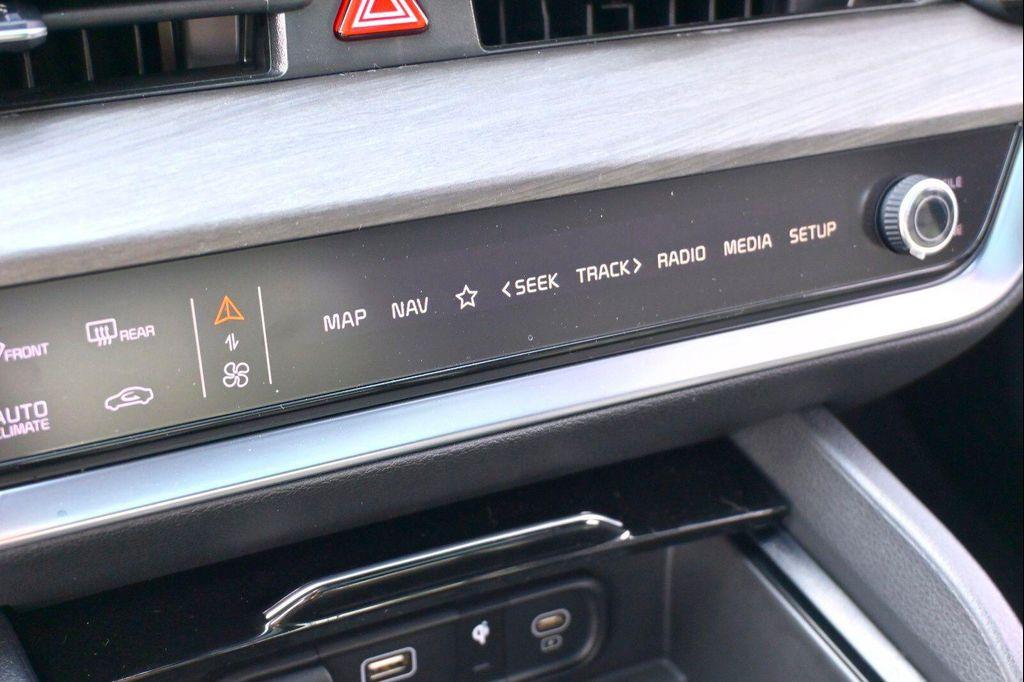 FRONT
REAR
AUTO
CLIMATE
MAP NAV <SEEK TRACK> RADIO MEDIA SETUP